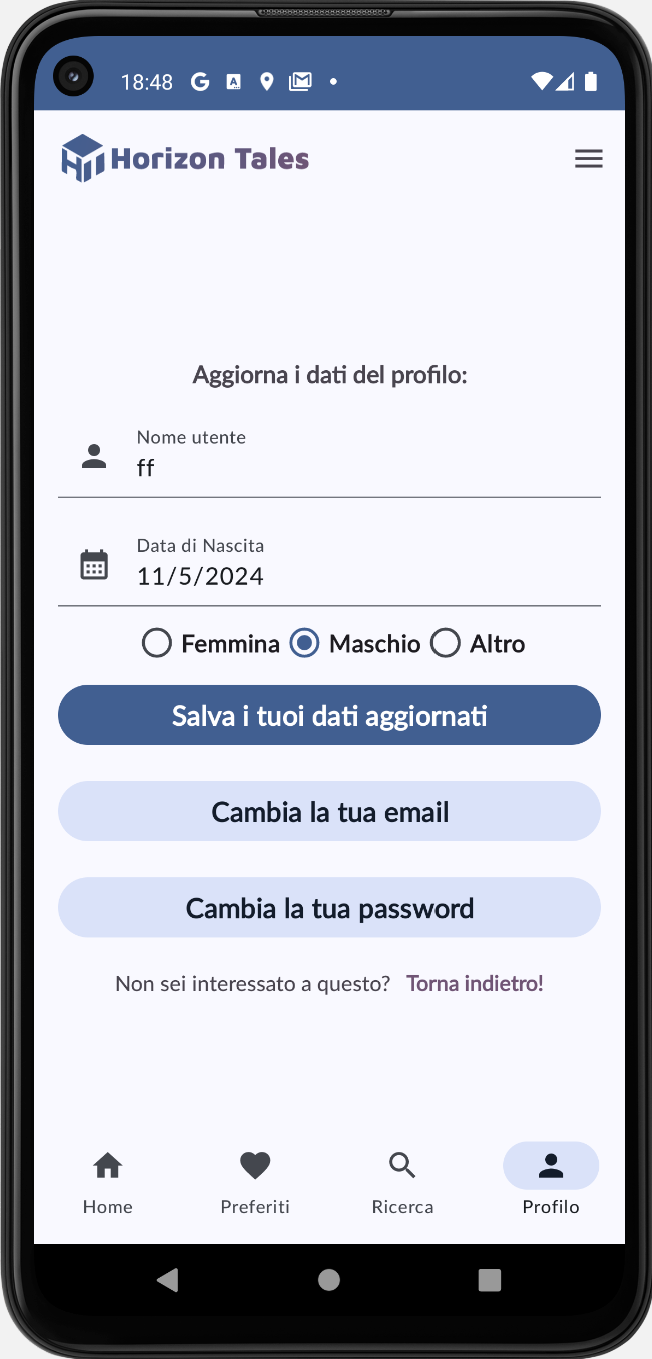 18:48
Horizon Tales
Aggiorna i dati del profilo:
Nome utente
ff
Data di Nascita
11/5/2024
Femmina Maschio Altro
Salva i tuoi dati aggiornati
Cambia la tua email
Cambia la tua password
Non sei interessato a questo? Torna indietro!
Home Preferiti Ricerca Profilo